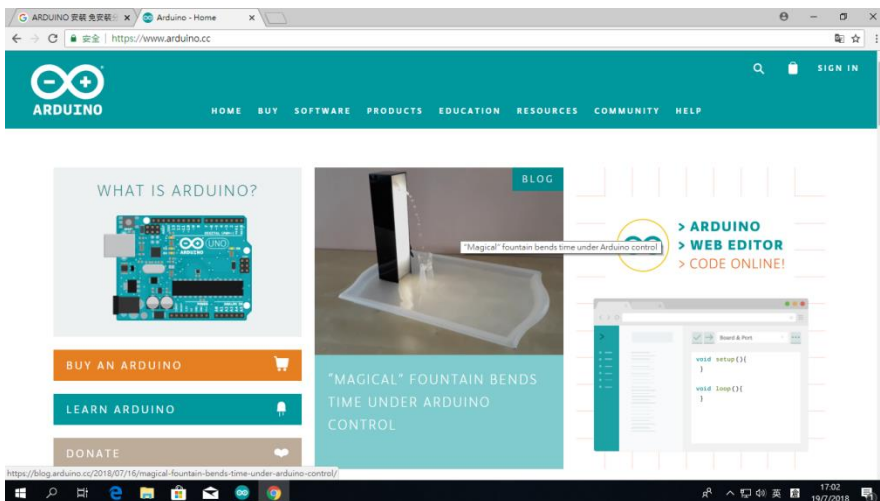 ARDUINO 安裝 免安裝
Arduino - Home
安全 | https://www.arduino.cc
SIGN IN
ARDUINO
HOME BUY SOFTWARE PRODUCTS EDUCATION RESOURCES COMMUNITY HELP
WHAT IS ARDUINO?
UNO
ARDUINO
BUY AN ARDUINO
LEARN ARDUINO
DONATE
BLOG
"Magical" fountain bends time under Arduino control
"MAGICAL" FOUNTAIN BENDS
TIME UNDER ARDUINO
CONTROL
> ARDUINO
> WEB EDITOR
> CODE ONLINE!
Board & Port
void setup(){
}
void loop(){
}
https://blog.arduino.cc/2018/07/16/magical-fountain-bends-time-under-arduino-control/
英
17:02
19/7/2018